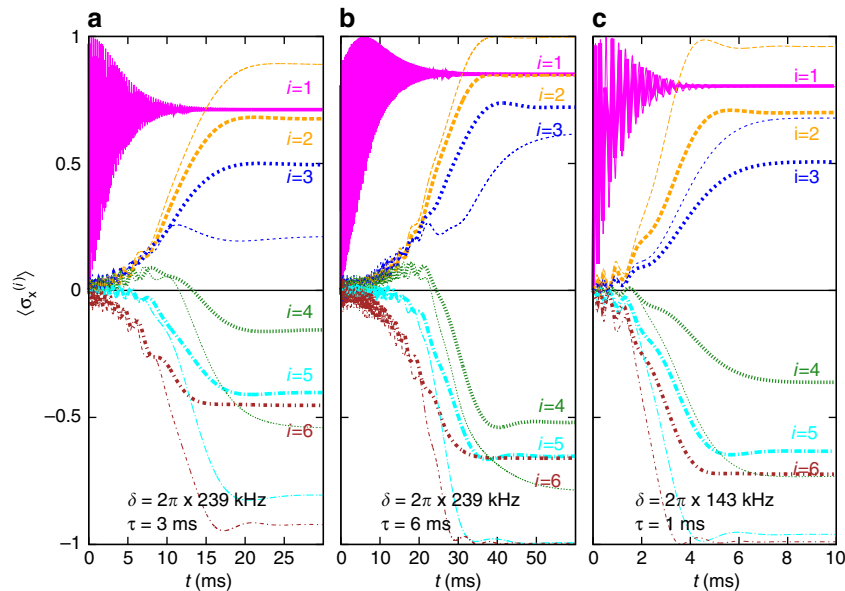 a b c
1
0.5
0
−0.5
−1
⟨σx(i)⟩
i=1
i=2
i=3
i=4
i=5
i=6
δ = 2π x 239 kHz
τ = 3 ms
0 5 10 15 20 25
t (ms)
i=1
i=2
i=3
i=4
i=5
i=6
δ = 2π x 239 kHz
τ = 6 ms
0 10 20 30 40 50
t (ms)
i=1
i=2
i=3
i=4
i=5
i=6
δ = 2π x 143 kHz
τ = 1 ms
0 2 4 6 8 10
t (ms)